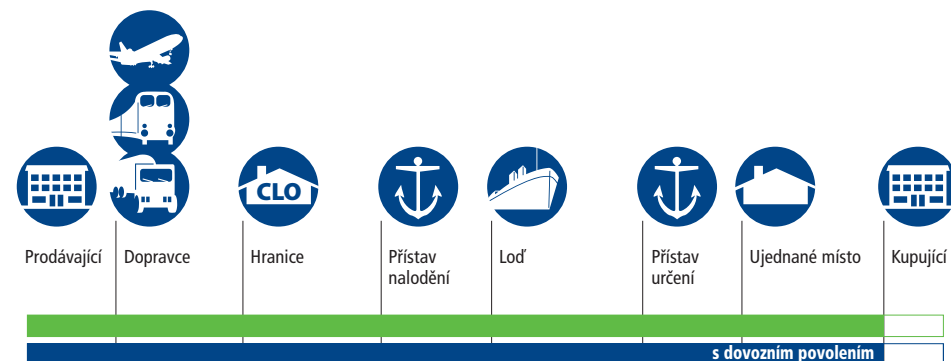 CLO
Prodávající
Dopravce
Hranice
Přístav
nalodění
Loď
Přístav
určení
Ujednané místo
Kupující
s dovozním povolením